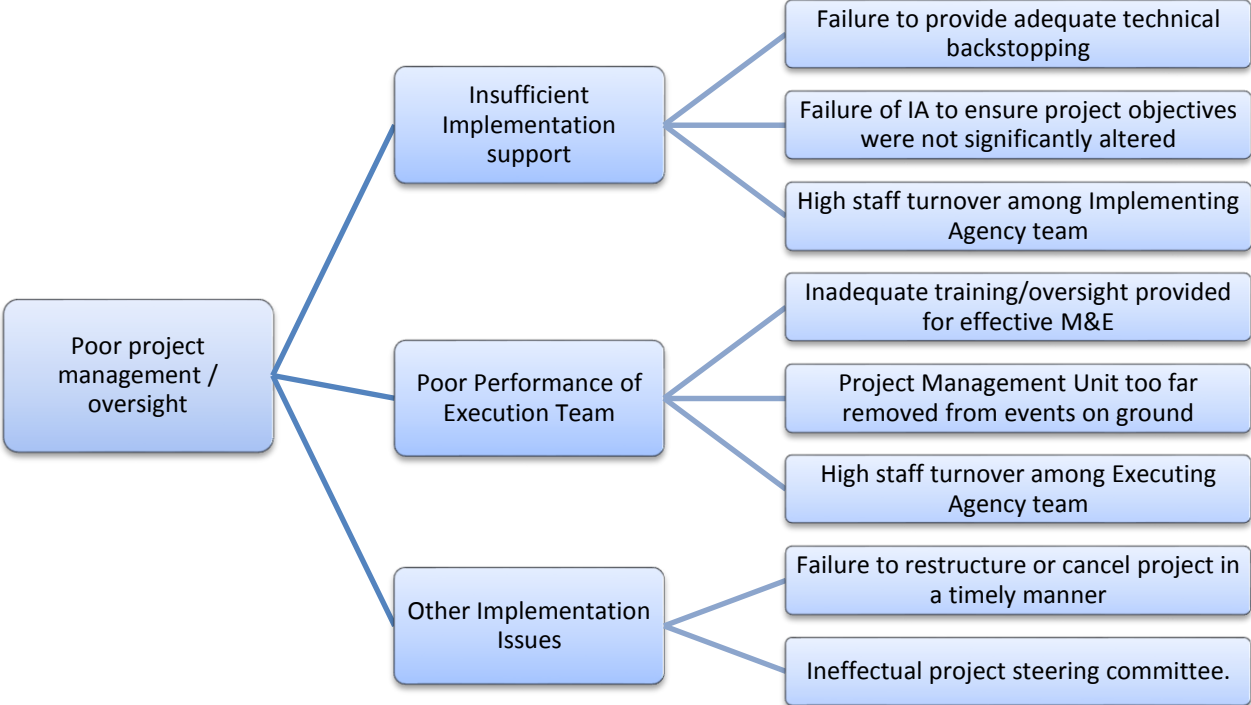 Poor project
management /
oversight
Insufficient
Implementation
support
Failure to provide adequate technical
backstopping
Failure of IA to ensure project objectives
were not significantly altered
High staff turnover among Implementing
Agency team
Poor Performance of
Execution Team
Inadequate training/oversight provided
for effective M&E
Project Management Unit too far
removed from events on ground
High staff turnover among Executing
Agency team
Other Implementation
Issues
Failure to restructure or cancel project in
a timely manner
Ineffectual project steering committee.